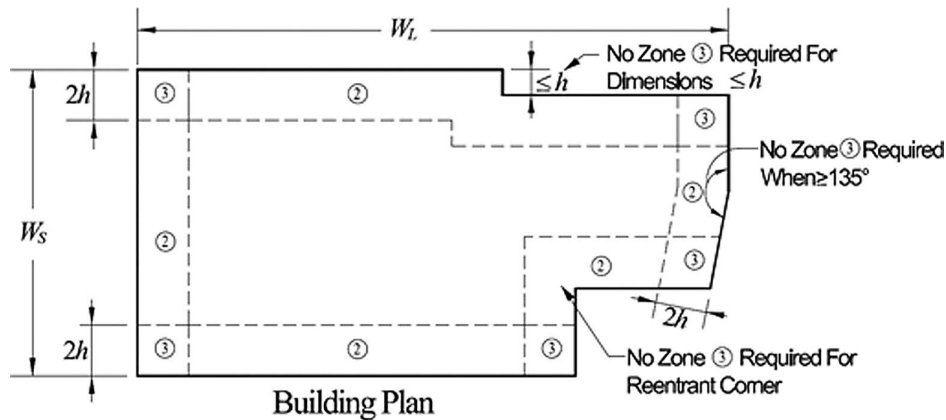 W_L
No Zone ③ Required For
Dimensions ≤ h
≤ h
2h
③
②
③
No Zone ③ Required
When≥135°
②
W_S
②
②
③
2h
2h
③
②
③
No Zone ③ Required For
Reentrant Corner
Building Plan